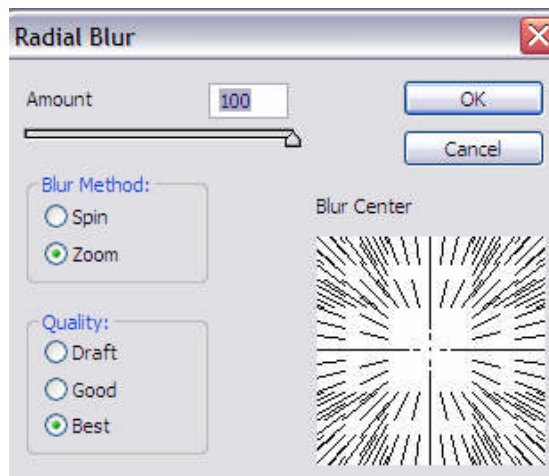 Radial Blur
Amount 100
OK
Cancel
Blur Method:
Spin
Zoom
Blur Center
Quality:
Draft
Good
Best